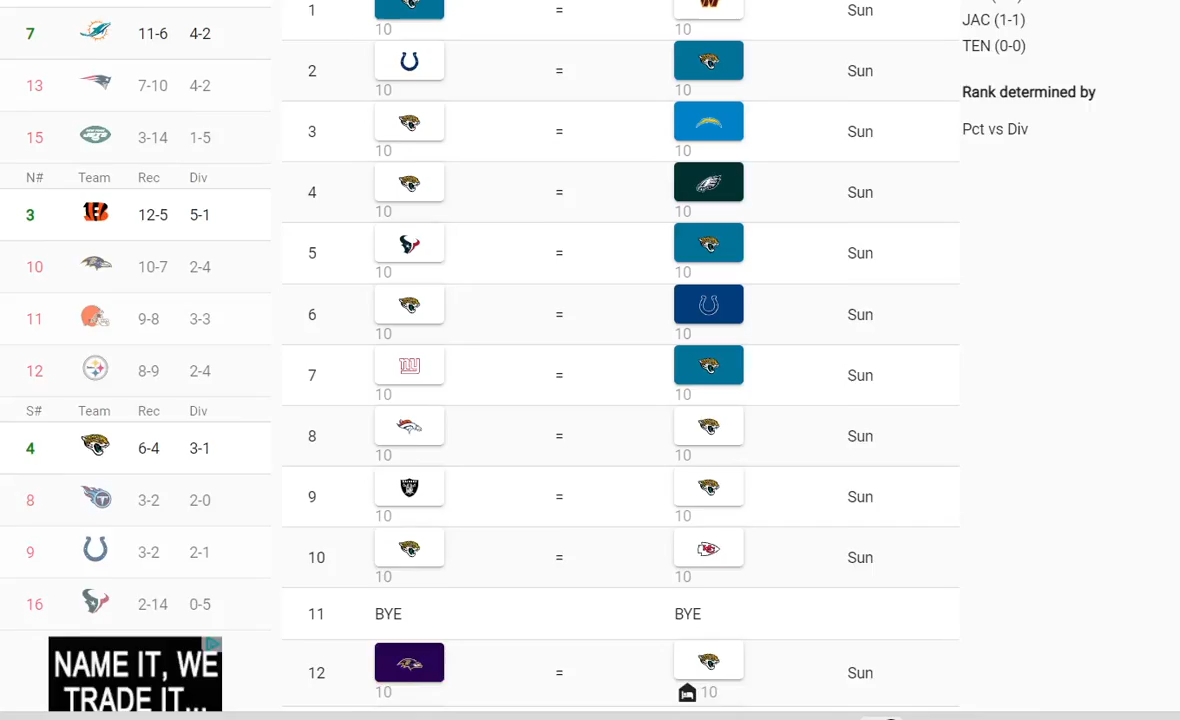 7 11-6 4-2
13 7-10 4-2
15 3-14 1-5
N# Team Rec Div
3 12-5 5-1
10 10-7 2-4
11 9-8 3-3
12 8-9 2-4
S# Team Rec Div
4 6-4 3-1
8 3-2 2-0
9 3-2 2-1
16 2-14 0-5
NAME IT, WE
TRADE IT...
1 = Sun
10 10
2 = Sun
10 10
3 = Sun
10 10
4 = Sun
10 10
5 = Sun
10 10
6 = Sun
10 10
7 = Sun
10 10
8 = Sun
10 10
9 = Sun
10 10
10 = Sun
10 10
11 BYE BYE
12 = Sun
10 10
JAC (1-1)
TEN (0-0)
Rank determined by
Pct vs Div